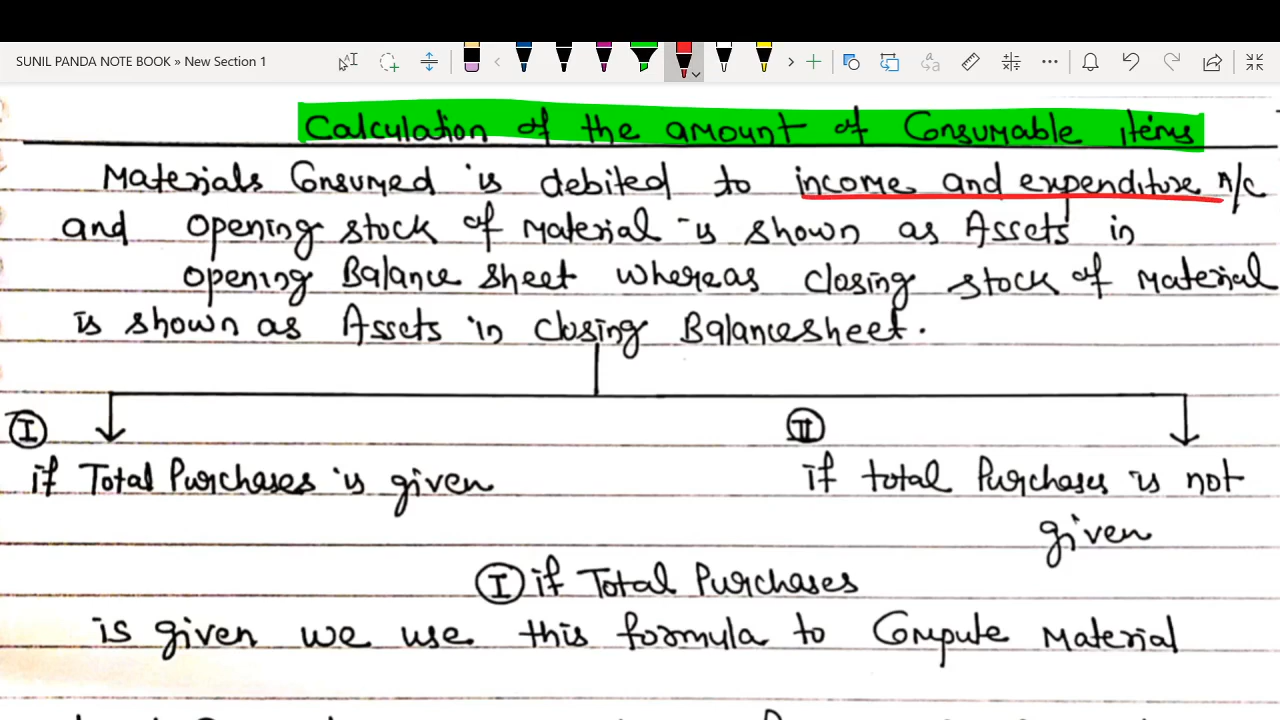 SUNIL PANDA NOTE BOOK » New Section 1
Calculation of the amount of Consumable items
Materials Consumed is debited to income and expenditure A/c
and opening stock of material is shown as Assets in
opening Balance sheet whereas closing stock of material
is shown as Assets in closing Balancesheet.
I II
if Total Purchases is given if total Purchases is not
given
I if Total Purchases
is given we use this formula to Compute Material